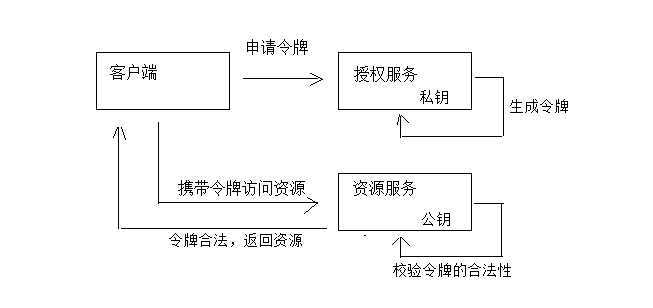 申请令牌
客户端
授权服务
私钥
生成令牌
携带令牌访问资源
资源服务
公钥
令牌合法，返回资源
校验令牌的合法性